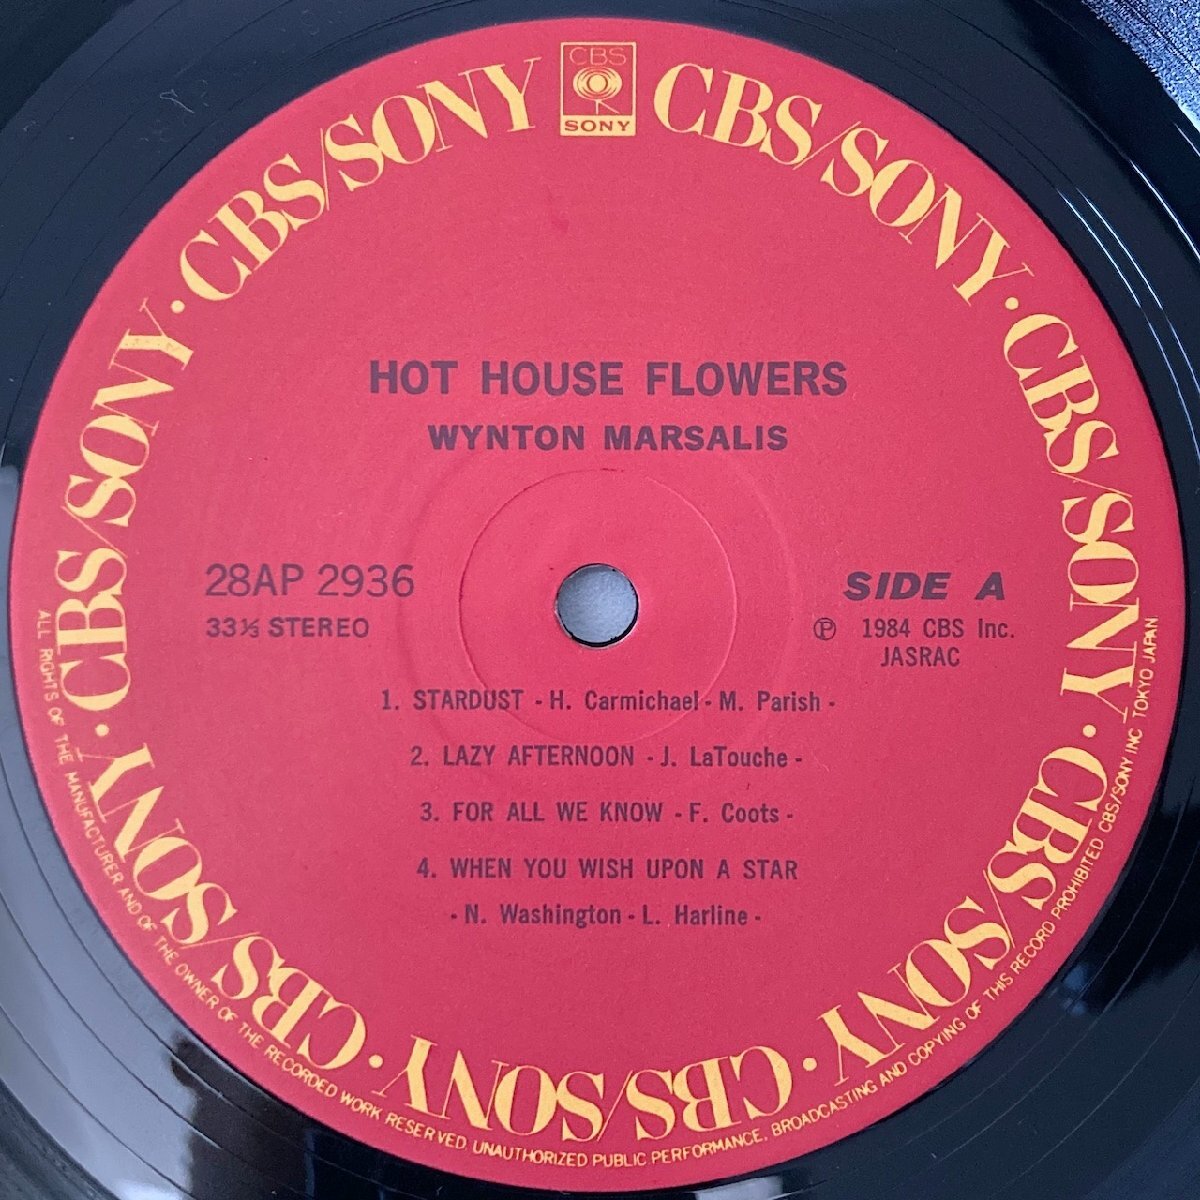 CBS
SONY
CBS/SONY · CBS/SONY · CBS/SONY · CBS/SONY · CBS/SONY · CBS/SONY · CBS/SONY · CBS/SONY
HOT HOUSE FLOWERS
WYNTON MARSALIS
28AP 2936
33⅓ STEREO
SIDE A
Ⓟ 1984 CBS Inc.
JASRAC
1. STARDUST - H. Carmichael - M. Parish -
2. LAZY AFTERNOON - J. LaTouche -
3. FOR ALL WE KNOW - F. Coots -
4. WHEN YOU WISH UPON A STAR
- N. Washington - L. Harline -
ALL RIGHTS OF THE MANUFACTURER AND OF THE OWNER OF THE RECORDED WORK RESERVED. UNAUTHORIZED PUBLIC PERFORMANCE, BROADCASTING AND COPYING OF THIS RECORD PROHIBITED CBS/SONY INC TOKYO JAPAN